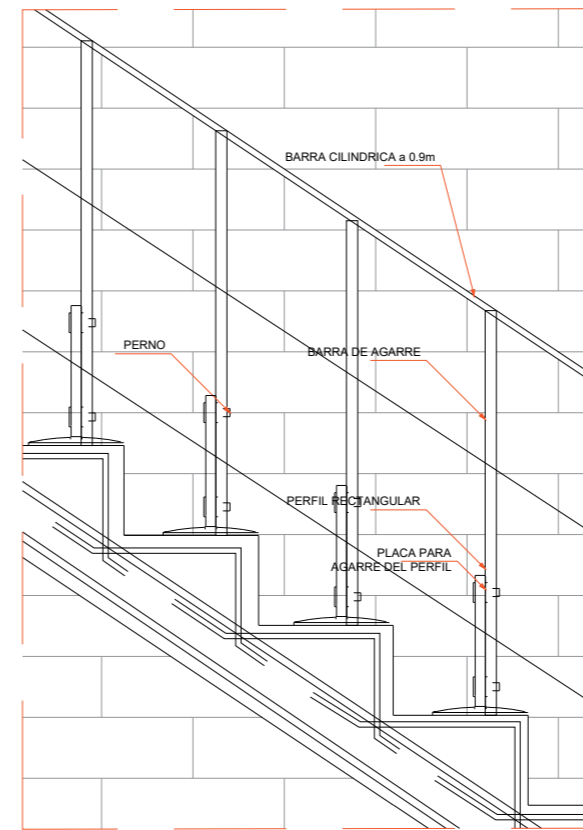 BARRA CILINDRICA a 0.9m
PERNO
BARRA DE AGARRE
PERFIL RECTANGULAR
PLACA PARA
AGARRE DEL PERFIL